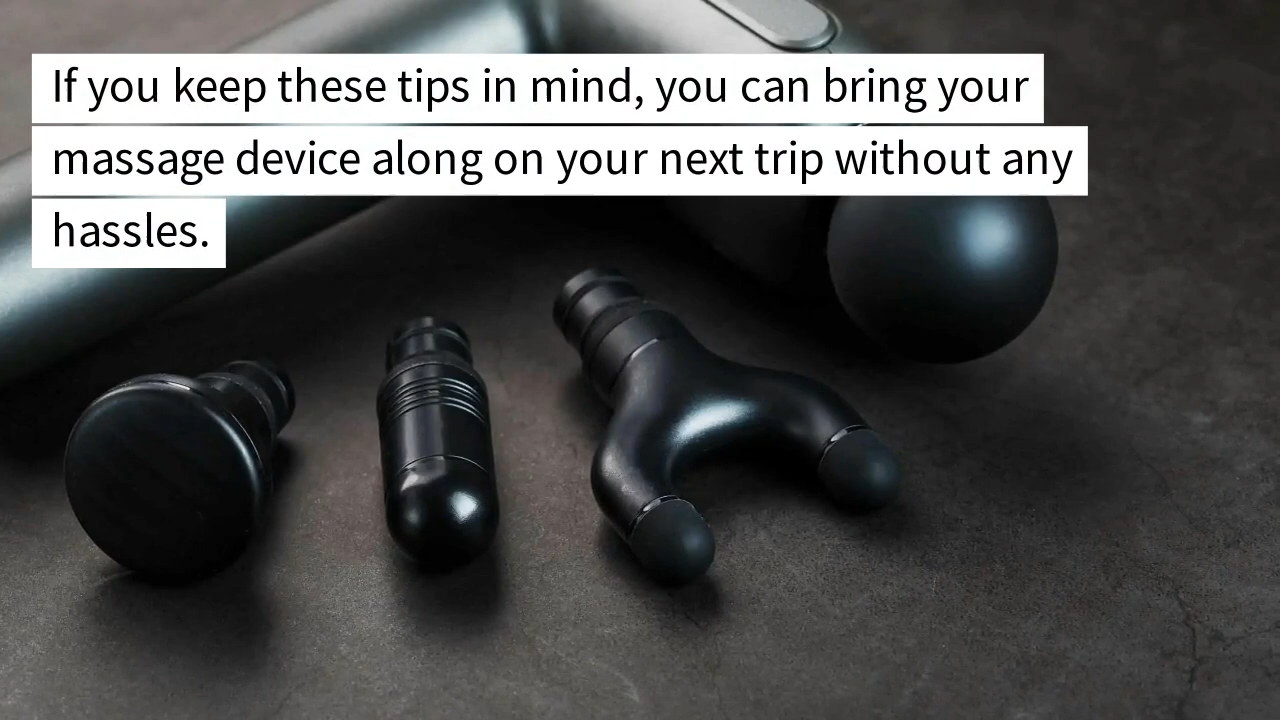 If you keep these tips in mind, you can bring your
massage device along on your next trip without any
hassles.